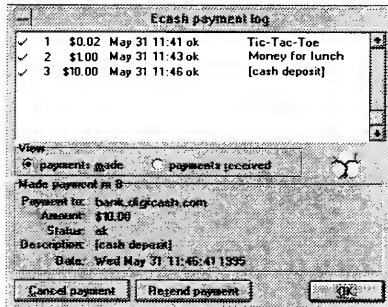 Ecash payment log
1 $0.02 May 31 11:41 ok Tic-Tac-Toe
2 $1.00 May 31 11:43 ok Money for lunch
3 $10.00 May 31 11:46 ok [cash deposit]
View
payments made payments received
Made payment nr 0
Payment to: bank.digicash.com
Amount: $10.00
Status: ok
Description: [cash deposit]
Date: Wed May 31 11:46:41 1995
Cancel payment Resend payment OK